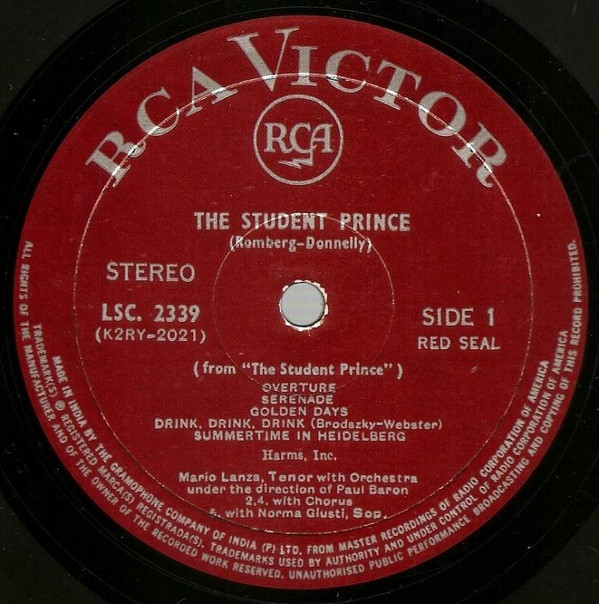 RCA VICTOR
RCA
THE STUDENT PRINCE
(Romberg-Donnelly)
STEREO
LSC. 2339
(K2RY-2021)
SIDE 1
RED SEAL
(from "The Student Prince")
OVERTURE
SERENADE
GOLDEN DAYS
DRINK, DRINK, DRINK (Brodszky-Webster)
SUMMERTIME IN HEIDELBERG
Harms, Inc.
Mario Lanza, Tenor with Orchestra
under the direction of Paul Baron
2,4. with Chorus
5. with Norma Giusti, Sop.
MADE IN INDIA BY THE GRAMOPHONE COMPANY OF INDIA (P) LTD. FROM MASTER RECORDINGS OF RADIO CORPORATION OF AMERICA
TRADEMARK(S) ® REGISTERED MARCA(S) REGISTRADA(S). TRADEMARKS USED BY AUTHORITY AND UNDER CONTROL OF RADIO CORPORATION OF AMERICA
ALL RIGHTS OF THE MANUFACTURER AND OF THE OWNER OF THE RECORDED WORK RESERVED. UNAUTHORISED PUBLIC PERFORMANCE BROADCASTING AND COPYING OF THIS RECORD PROHIBITED.